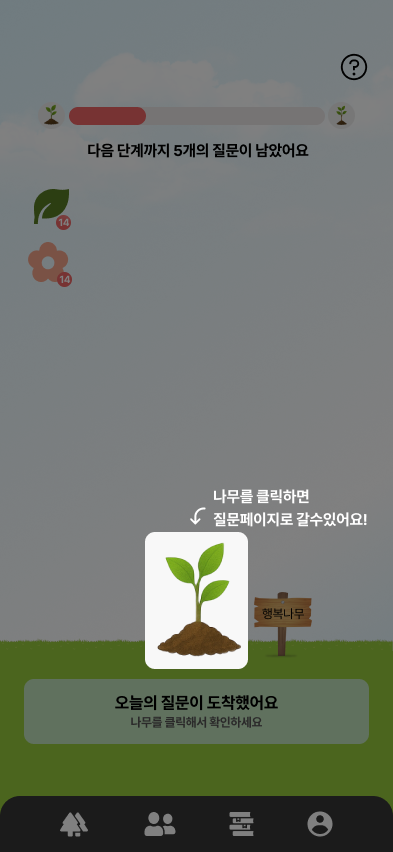 다음 단계까지 5개의 질문이 남았어요
14
14
나무를 클릭하면
질문페이지로 갈수있어요!
행복나무
오늘의 질문이 도착했어요
나무를 클릭해서 확인하세요